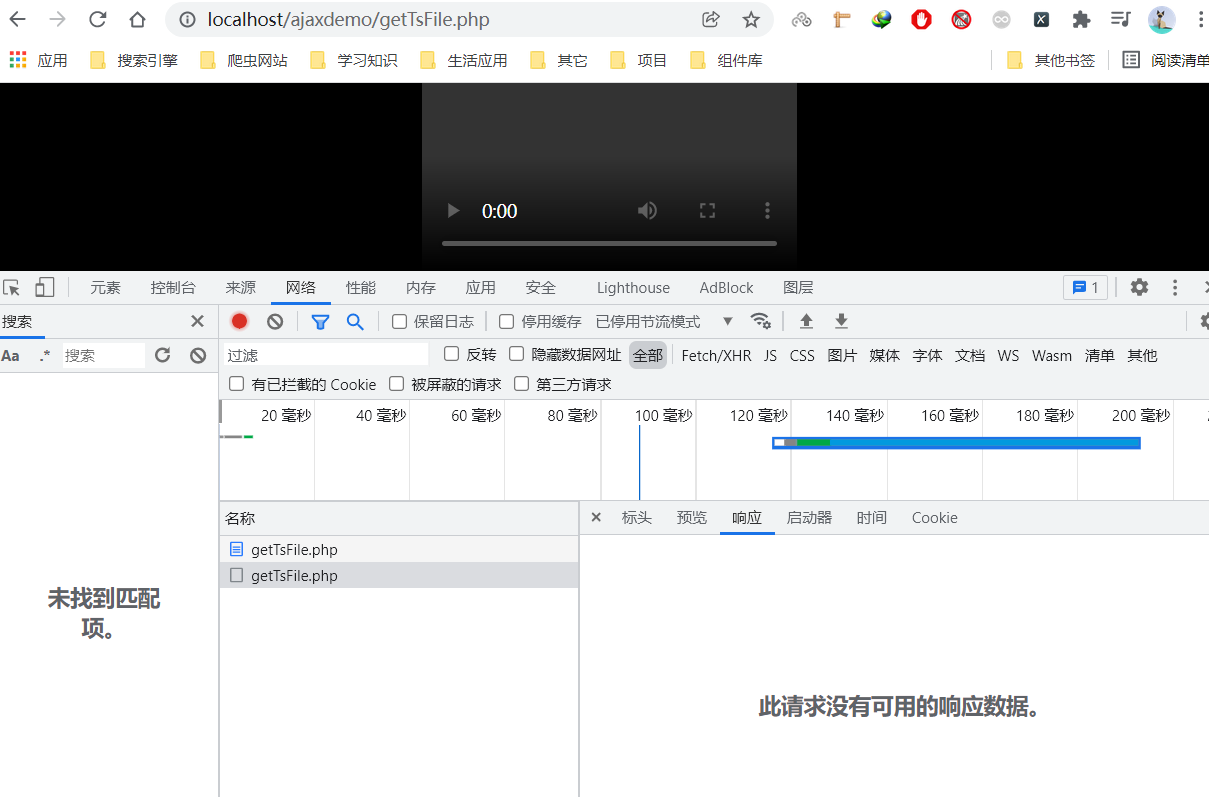 localhost/ajaxdemo/getTsFile.php
应用 搜索引擎 爬虫网站 学习知识 生活应用 其它 项目 组件库 其他书签 阅读清单
0:00
元素 控制台 来源 网络 性能 内存 应用 安全 Lighthouse AdBlock 图层 1
搜索 保留日志 停用缓存 已停用节流模式
Aa .* 搜索 过滤 反转 隐藏数据网址 全部 Fetch/XHR JS CSS 图片 媒体 字体 文档 WS Wasm 清单 其他
有已拦截的 Cookie 被屏蔽的请求 第三方请求
20 毫秒 40 毫秒 60 毫秒 80 毫秒 100 毫秒 120 毫秒 140 毫秒 160 毫秒 180 毫秒 200 毫秒
名称 标头 预览 响应 启动器 时间 Cookie
getTsFile.php
getTsFile.php
未找到匹配
项。
此请求没有可用的响应数据。